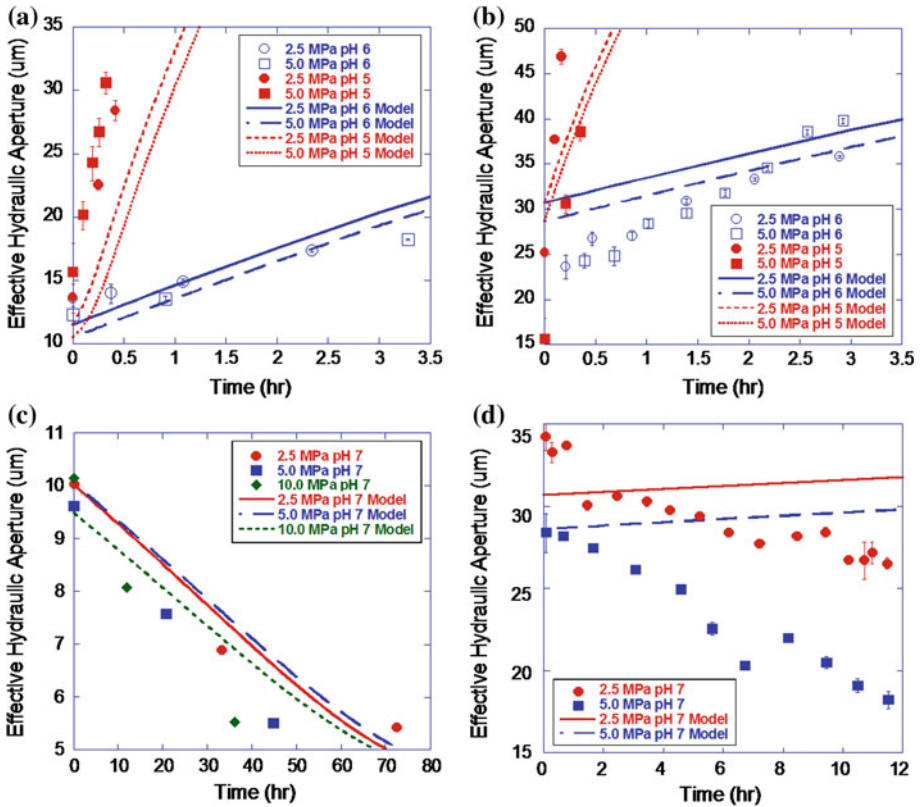 (a)
Effective Hydraulic Aperture (um)
35
30
25
20
15
10
2.5 MPa pH 6
5.0 MPa pH 6
2.5 MPa pH 5
5.0 MPa pH 5
2.5 MPa pH 6 Model
5.0 MPa pH 6 Model
2.5 MPa pH 5 Model
5.0 MPa pH 5 Model
0 0.5 1 1.5 2 2.5 3 3.5
Time (hr)
(b)
Effective Hydraulic Aperture (um)
50
45
40
35
30
25
20
15
2.5 MPa pH 6
5.0 MPa pH 6
2.5 MPa pH 5
5.0 MPa pH 5
2.5 MPa pH 6 Model
5.0 MPa pH 6 Model
2.5 MPa pH 5 Model
5.0 MPa pH 5 Model
0 0.5 1 1.5 2 2.5 3 3.5
Time (hr)
(c)
Effective Hydraulic Aperture (um)
11
10
9
8
7
6
5
2.5 MPa pH 7
5.0 MPa pH 7
10.0 MPa pH 7
2.5 MPa pH 7 Model
5.0 MPa pH 7 Model
10.0 MPa pH 7 Model
0 10 20 30 40 50 60 70 80
Time (hr)
(d)
Effective Hydraulic Aperture (um)
35
30
25
20
15
2.5 MPa pH 7
5.0 MPa pH 7
2.5 MPa pH 7 Model
5.0 MPa pH 7 Model
0 2 4 6 8 10 12
Time (hr)